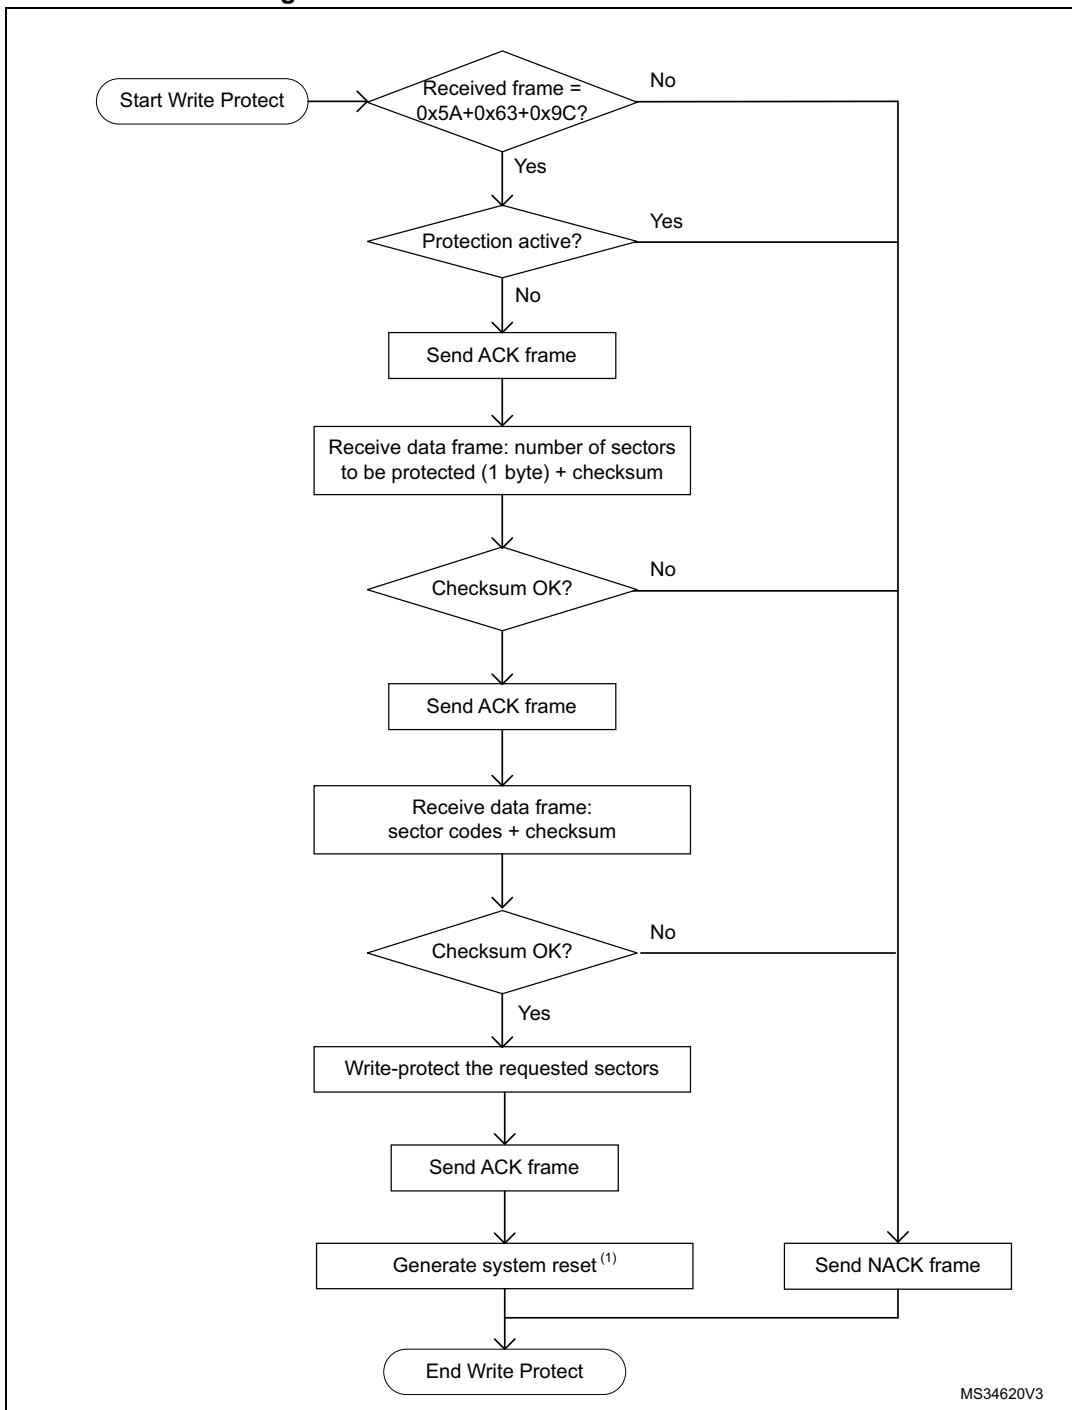 Received frame =
0x5A+0x63+0x9C?
No
Start Write Protect
Yes
Protection active?
Yes
No
Send ACK frame
Receive data frame: number of sectors
to be protected (1 byte) + checksum
Checksum OK?
No
Send ACK frame
Receive data frame:
sector codes + checksum
Checksum OK?
No
Yes
Write-protect the requested sectors
Send ACK frame
Generate system reset (1)
Send NACK frame
End Write Protect
MS34620V3